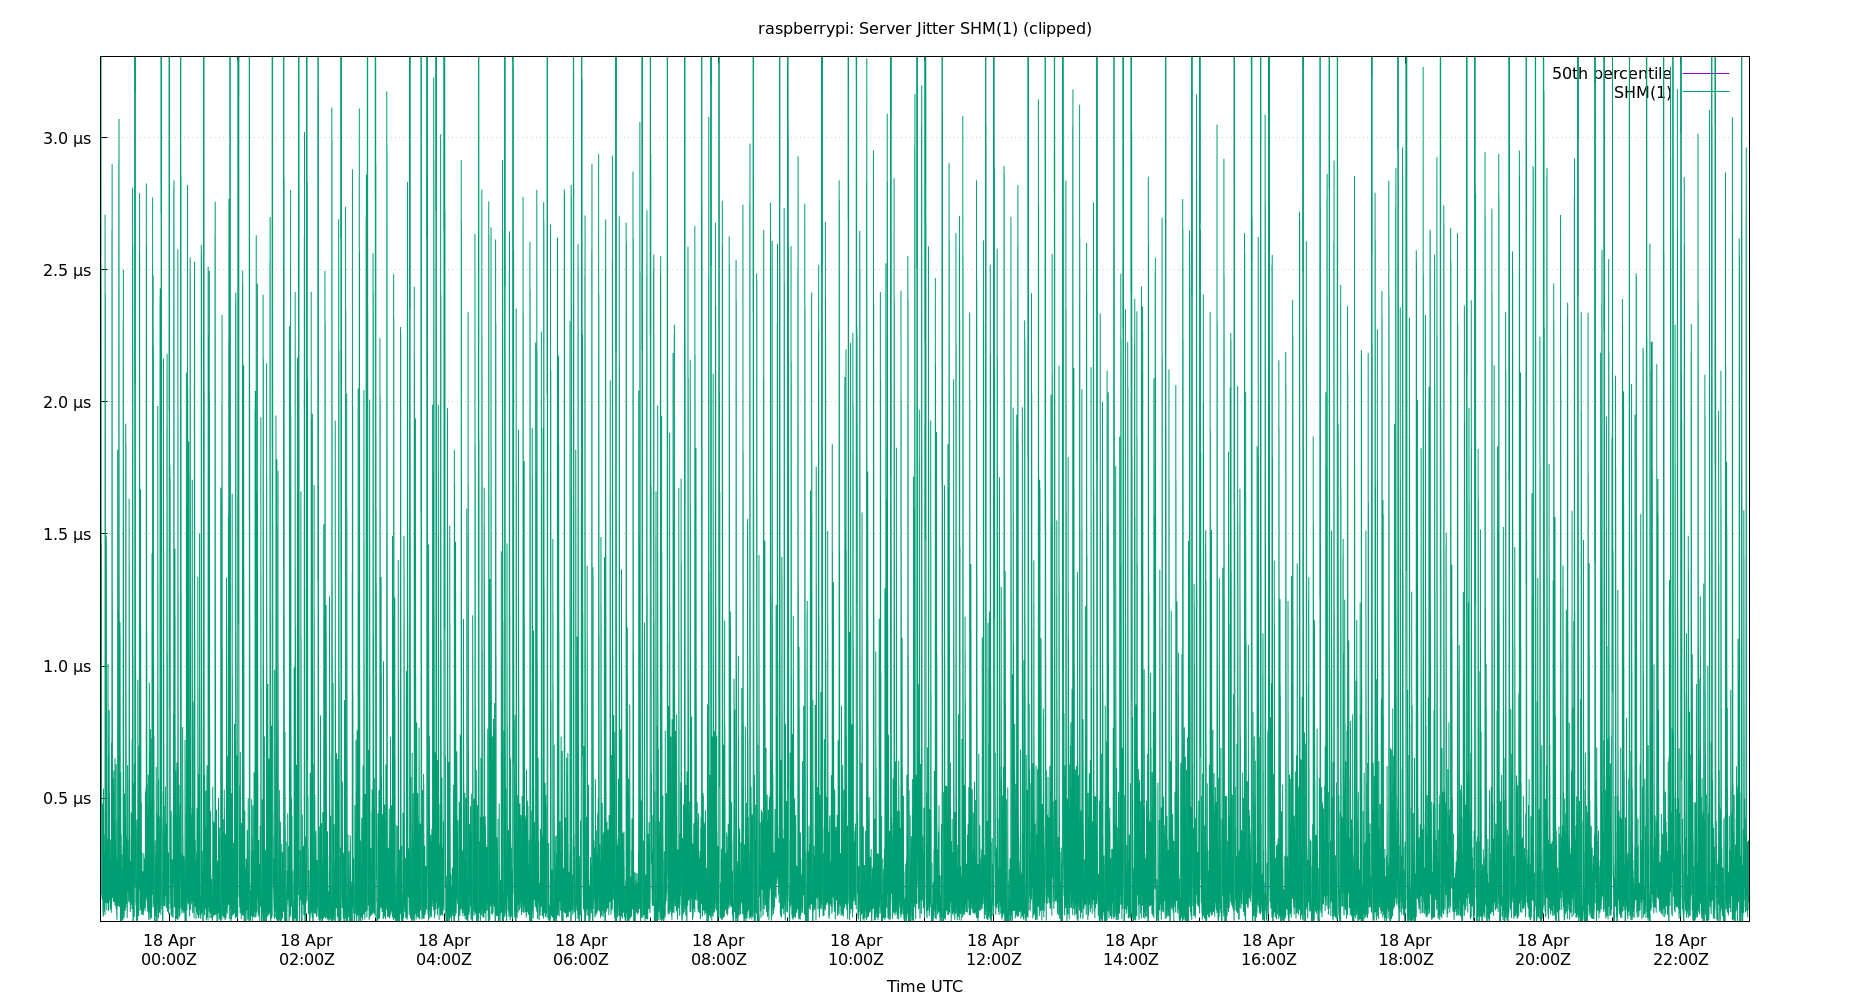 raspberrypi: Server Jitter SHM(1) (clipped)
50th percentile
SHM(1)
3.0 μs
2.5 μs
2.0 μs
1.5 μs
1.0 μs
0.5 μs
18 Apr 18 Apr 18 Apr 18 Apr 18 Apr 18 Apr 18 Apr 18 Apr 18 Apr 18 Apr 18 Apr 18 Apr
00:00Z 02:00Z 04:00Z 06:00Z 08:00Z 10:00Z 12:00Z 14:00Z 16:00Z 18:00Z 20:00Z 22:00Z
Time UTC